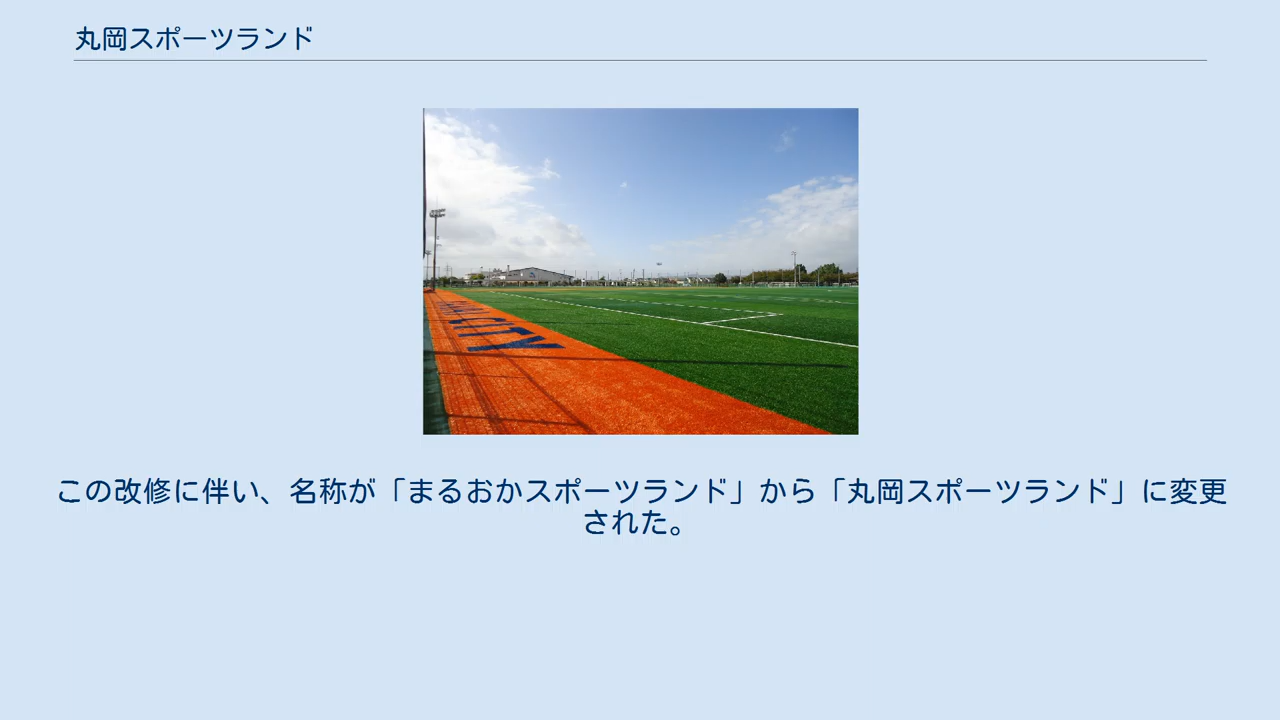 丸岡スポーツランド
CITY
この改修に伴い、名称が「まるおかスポーツランド」から「丸岡スポーツランド」に変更
された。